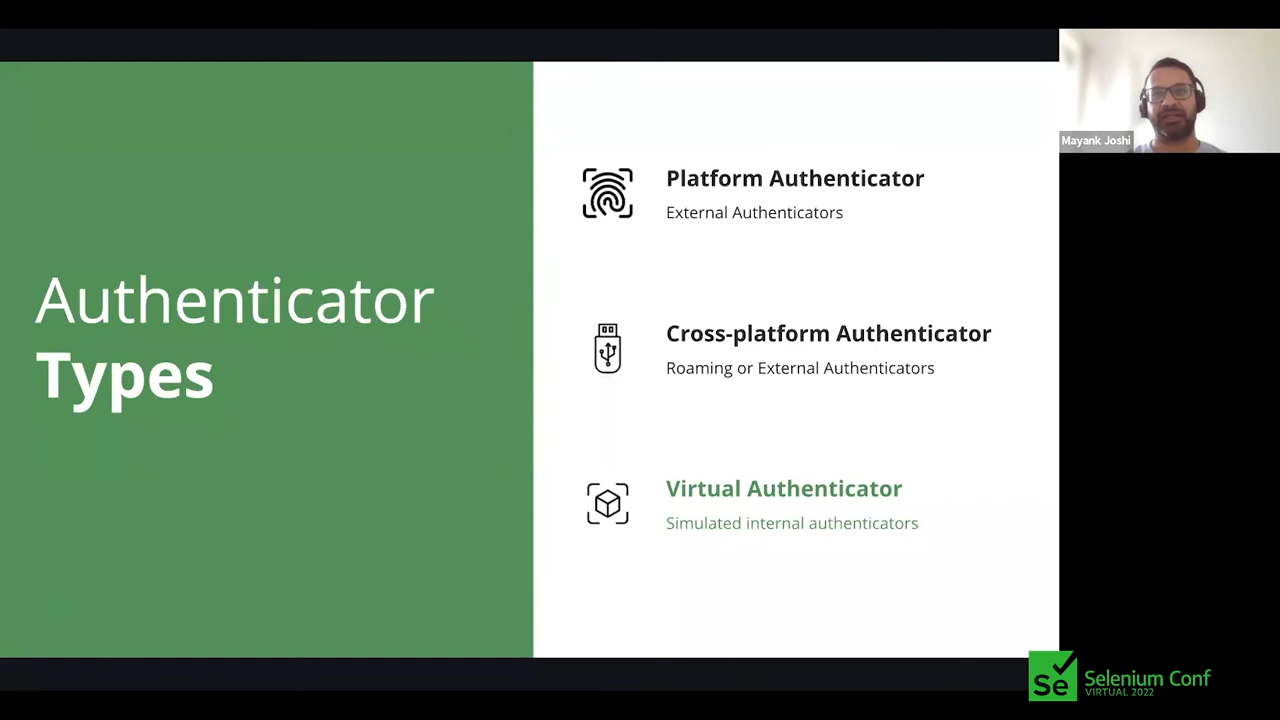 Authenticator
Types
Platform Authenticator
External Authenticators
Cross-platform Authenticator
Roaming or External Authenticators
Virtual Authenticator
Simulated internal authenticators
Mayank Joshi
Se
Selenium Conf
VIRTUAL 2022